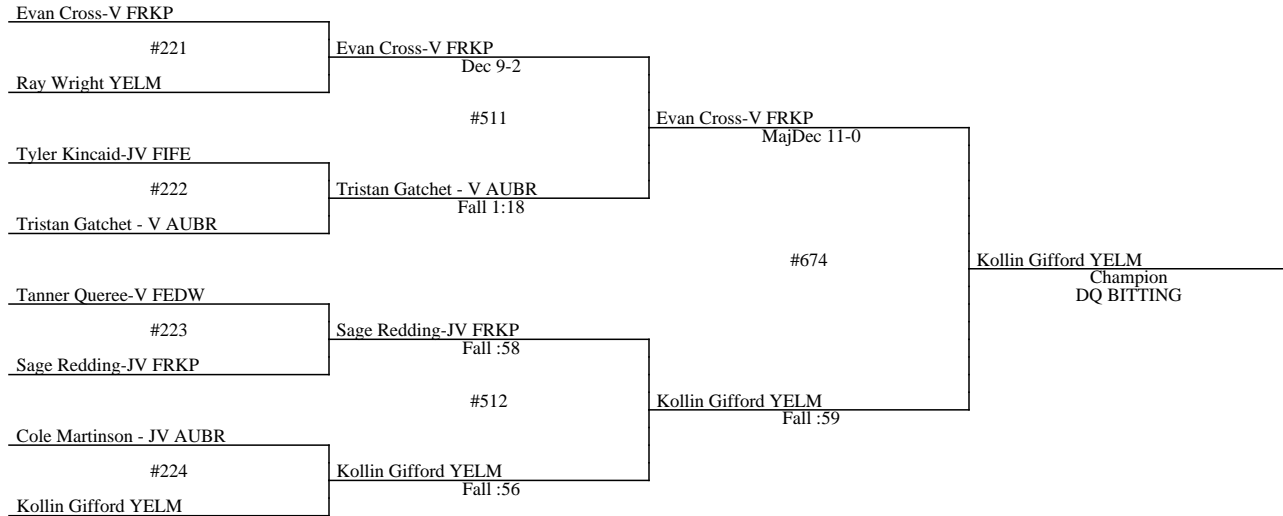 Evan Cross-V FRKP
#221
Ray Wright YELM
Evan Cross-V FRKP
Dec 9-2
#511
Tyler Kincaid-JV FIFE
#222
Tristan Gatchet - V AUBR
Tristan Gatchet - V AUBR
Fall 1:18
Evan Cross-V FRKP
MajDec 11-0
#674
Tanner Queree-V FEDW
#223
Sage Redding-JV FRKP
Sage Redding-JV FRKP
Fall :58
#512
Cole Martinson - JV AUBR
#224
Kollin Gifford YELM
Kollin Gifford YELM
Fall :56
Kollin Gifford YELM
Fall :59
Kollin Gifford YELM
Champion
DQ BITTING